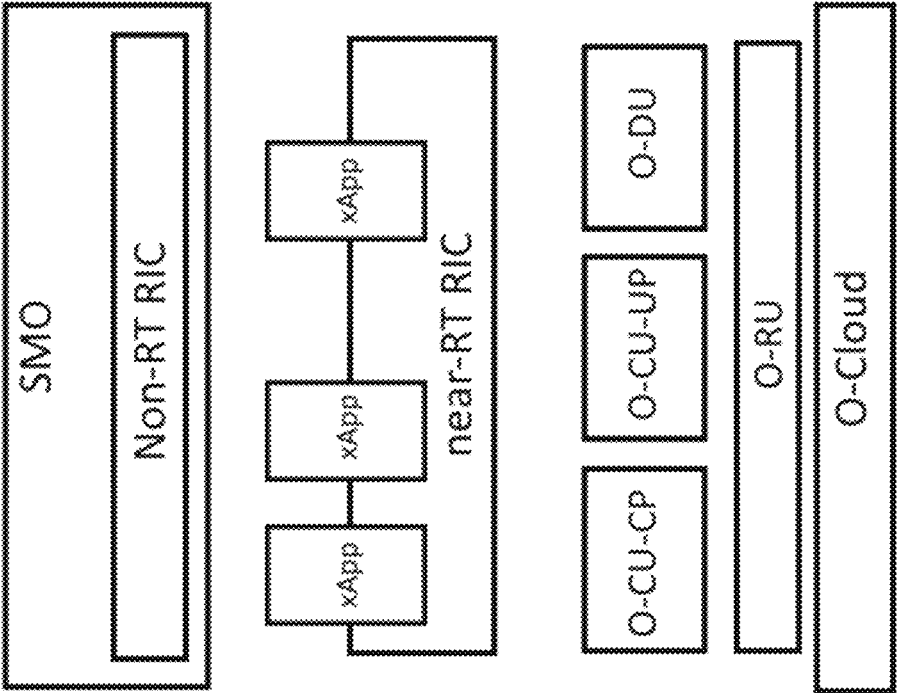 SMO
Non-RT RIC
xApp
xApp
xApp
near-RT RIC
O-CU-CP
O-CU-UP
O-DU
O-RU
O-Cloud